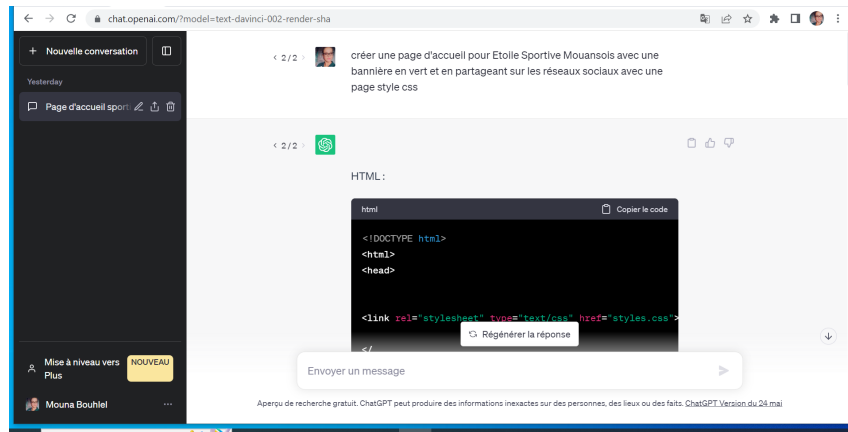 chat.openai.com/?model=text-davinci-002-render-sha
+ Nouvelle conversation
Yesterday
Page d'accueil sporti
< 2/2 >
créer une page d'accueil pour Etoile Sportive Mouansois avec une
bannière en vert et en partageant sur les réseaux sociaux avec une
page style css
< 2/2 >
HTML :
html
Copier le code
<!DOCTYPE html>
<html>
<head>
<link rel="stylesheet" type="text/css" href="styles.css">
Régénérer la réponse
</
Envoyer un message
Mise à niveau vers
Plus
NOUVEAU
Mouna Bouhlel
...
Aperçu de recherche gratuit. ChatGPT peut produire des informations inexactes sur des personnes, des lieux ou des faits. ChatGPT Version du 24 mai